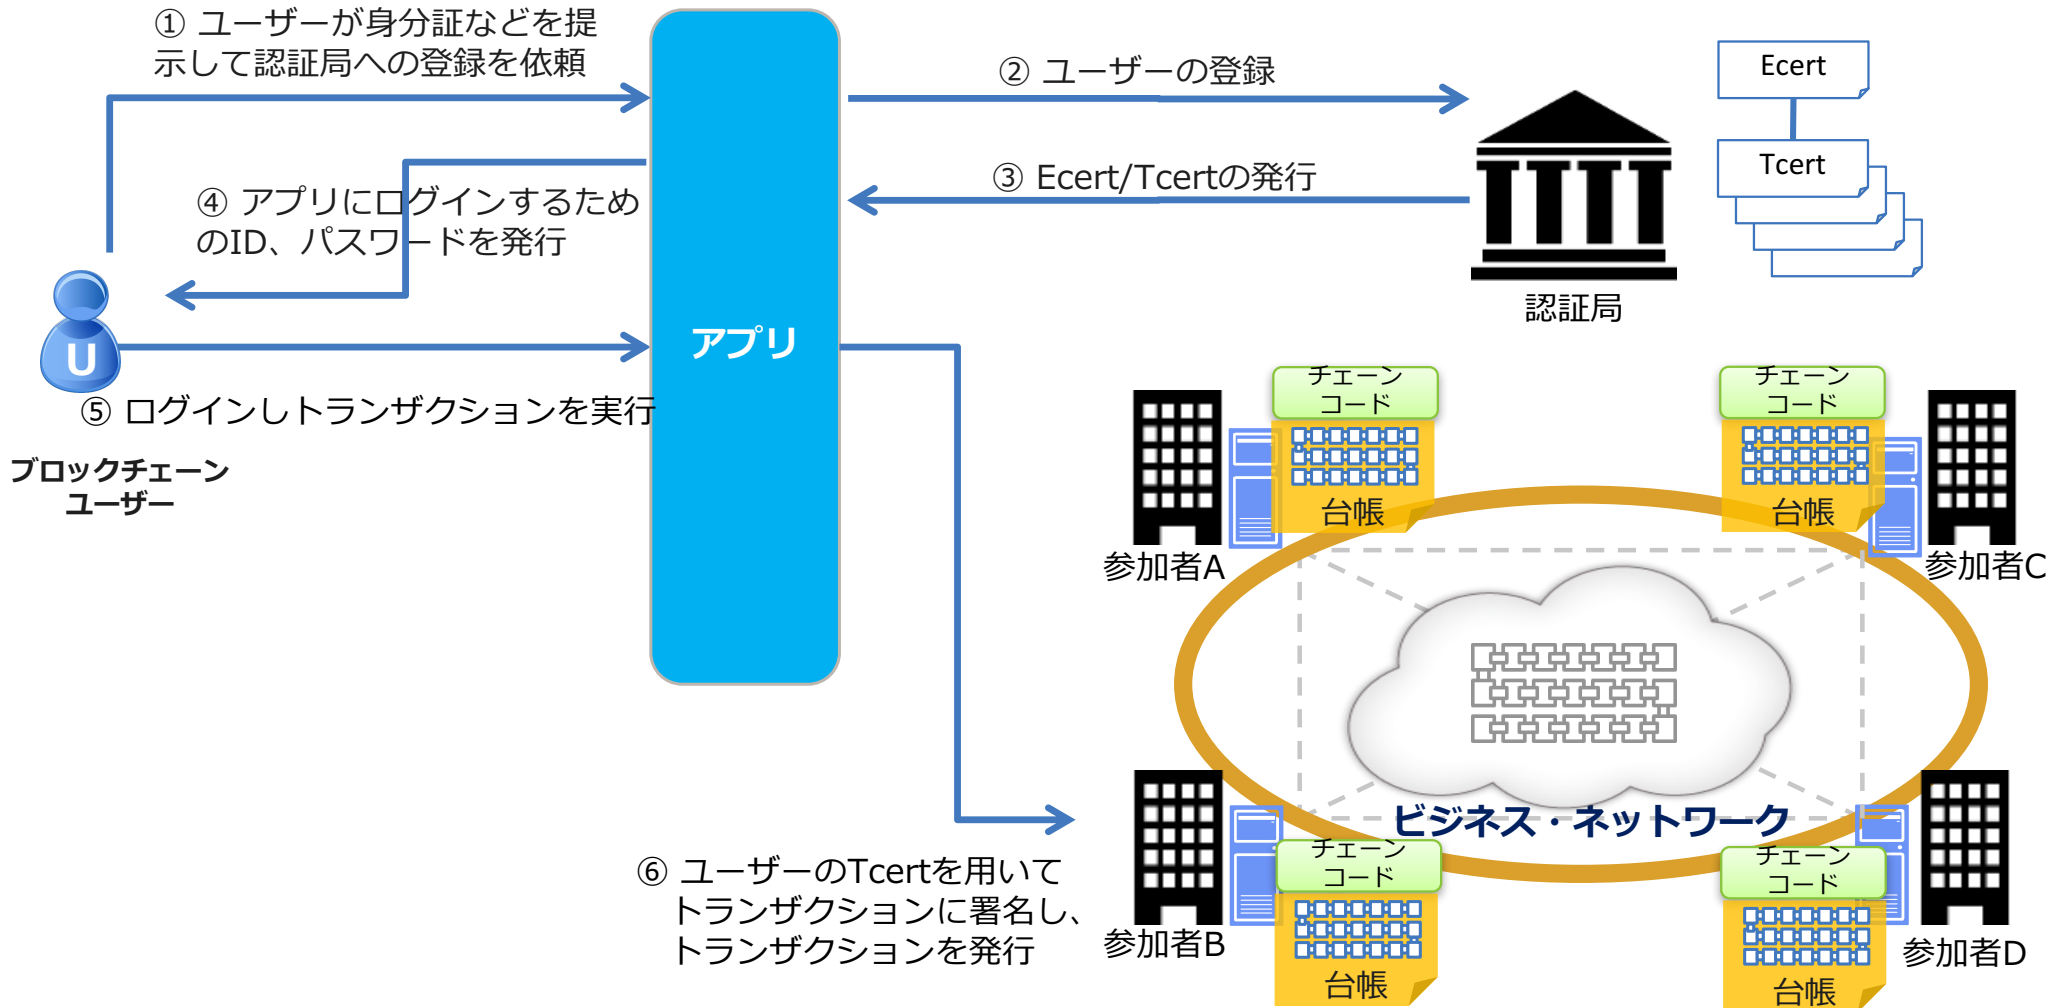 ① ユーザーが身分証などを提
示して認証局への登録を依頼
② ユーザーの登録
Ecert
Tcert
③ Ecert/Tcertの発行
④ アプリにログインするため
のID、パスワードを発行
認証局
アプリ
U
⑤ ログインしトランザクションを実行
ブロックチェーン
ユーザー
チェーン
コード
台帳
参加者A
チェーン
コード
台帳
参加者C
ビジネス・ネットワーク
⑥ ユーザーのTcertを用いて
トランザクションに署名し、
トランザクションを発行
チェーン
コード
台帳
参加者B
チェーン
コード
台帳
参加者D